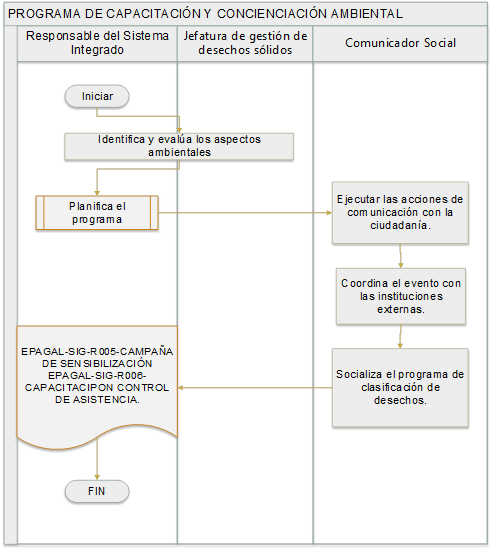 PROGRAMA DE CAPACITACIÓN Y CONCIENCIACIÓN AMBIENTAL
Responsable del Sistema
Integrado
Jefatura de gestión de
desechos sólidos
Comunicador Social
Iniciar
Identifica y evalúa los aspectos
ambientales
Planifica el
programa
Ejecutar las acciones de
comunicación con la
ciudadanía.
Coordina el evento con
las instituciones
externas.
Socializa el programa de
clasificación de
desechos.
EPAGAL-SIG-R005-CAMPAÑA
DE SENSIBILIZACIÓN
EPAGAL-SIG-R006-
CAPACITACIPON CONTROL
DE ASISTENCIA.
FIN